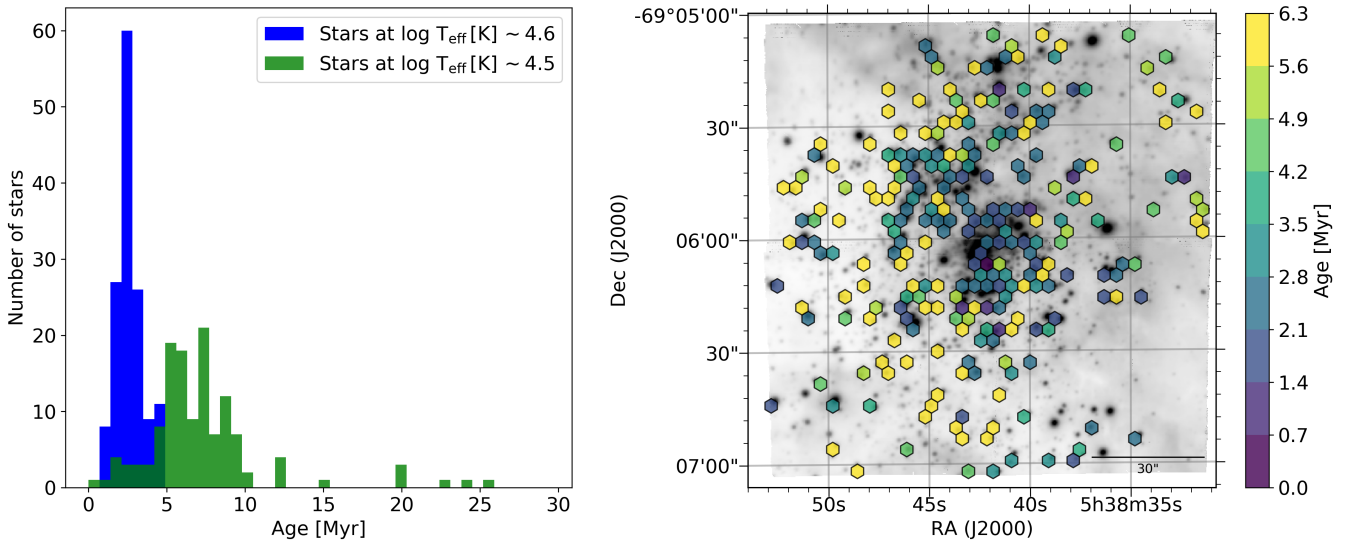 Stars at log T_eff [K] ~ 4.6
Stars at log T_eff [K] ~ 4.5
60
50
40
30
20
10
0
Number of stars
0 5 10 15 20 25 30
Age [Myr]
-69°05'00"
30"
06'00"
30"
07'00"
Dec (J2000)
50s 45s 40s 5h38m35s
RA (J2000)
30"
6.3
5.6
4.9
4.2
3.5
2.8
2.1
1.4
0.7
0.0
Age [Myr]